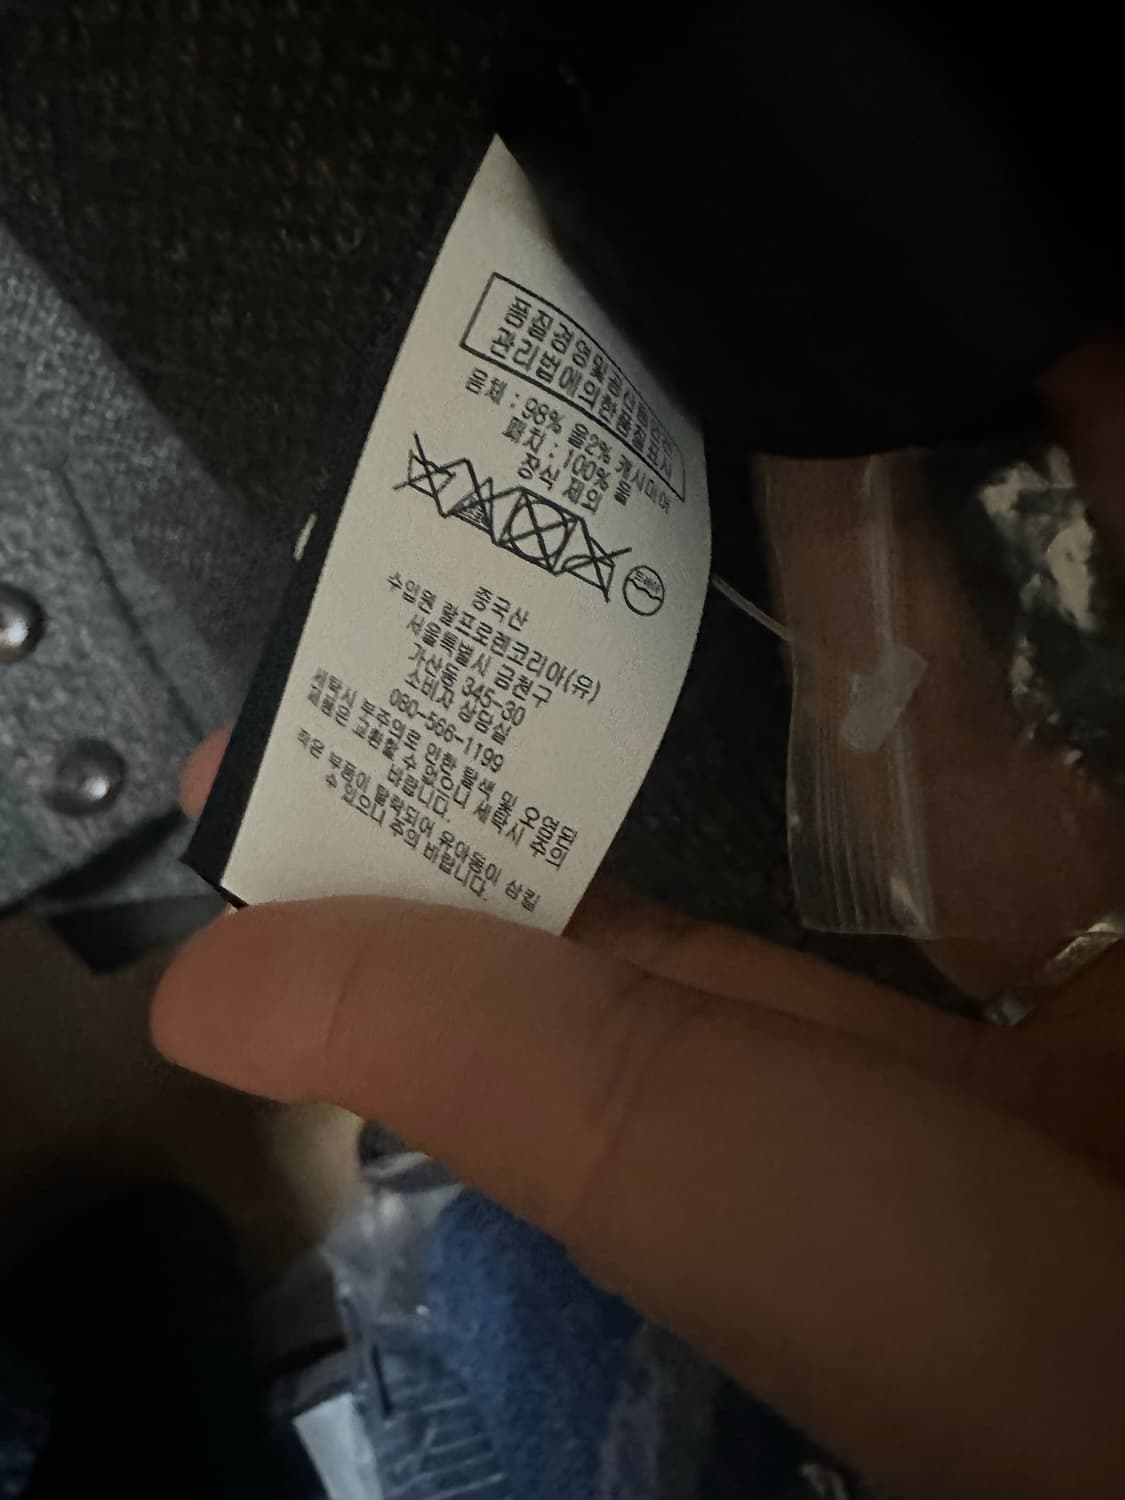 품질경영및공산품안전
관리법에의한품질표시
몸체 : 98% 울2% 캐시미어
패치 : 100% 울
장식 제외
드라이
중국산
수입원 랄프로렌코리아(유)
서울특별시 금천구
가산동 345-30
소비자 상담실
080-566-1199
세탁시 부주의로 인한 탈색 및 오염된
제품은 교환할 수 없으니 세탁시 주의
바랍니다.
작은 부품이 탈락되어 유아동이 삼킬
수 있으니 주의 바랍니다.